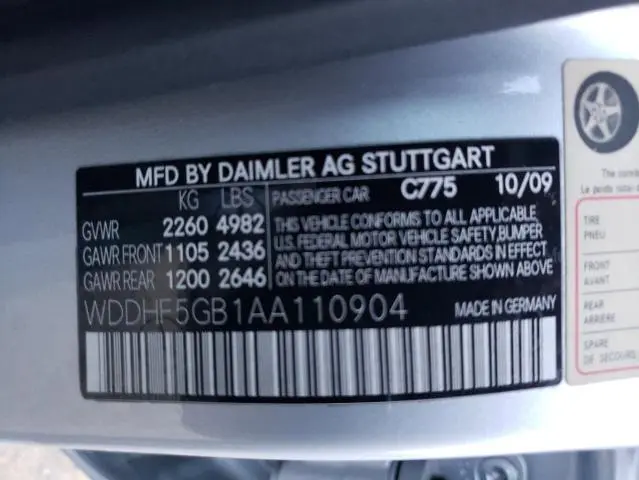 MFD BY DAIMLER AG STUTTGART
KG LBS PASSENGER CAR C775 10/09
GVWR 2260 4982
GAWR FRONT 1105 2436
GAWR REAR 1200 2646
THIS VEHICLE CONFORMS TO ALL APPLICABLE
U.S. FEDERAL MOTOR VEHICLE SAFETY, BUMPER
AND THEFT PREVENTION STANDARDS IN EFFECT
ON THE DATE OF MANUFACTURE SHOWN ABOVE
WDDHF5GB1AA110904
Le poids
TIRE
PNEU
FRONT
AVANT
REAR
ARRIERE
SPARE
DE SECOURS